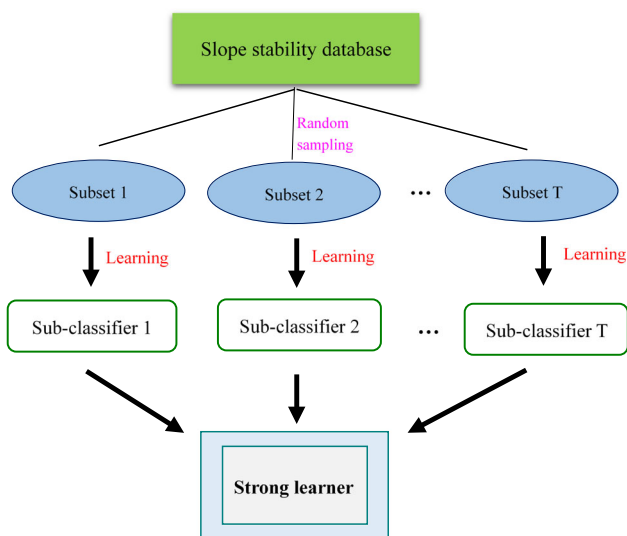 Slope stability database
Random
sampling
Subset 1
Subset 2
...
Subset T
Learning
Learning
Learning
Sub-classifier 1
Sub-classifier 2
...
Sub-classifier T
Strong learner